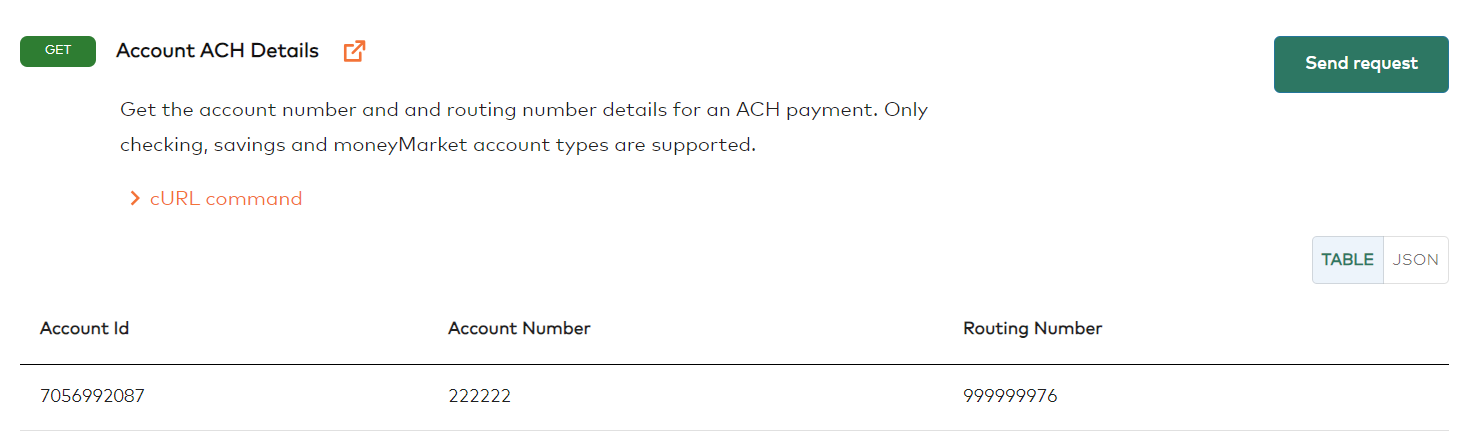 GET Account ACH Details Send request
Get the account number and and routing number details for an ACH payment. Only
checking, savings and moneyMarket account types are supported.
cURL command
TABLE JSON
Account Id Account Number Routing Number
7056992087 222222 999999976